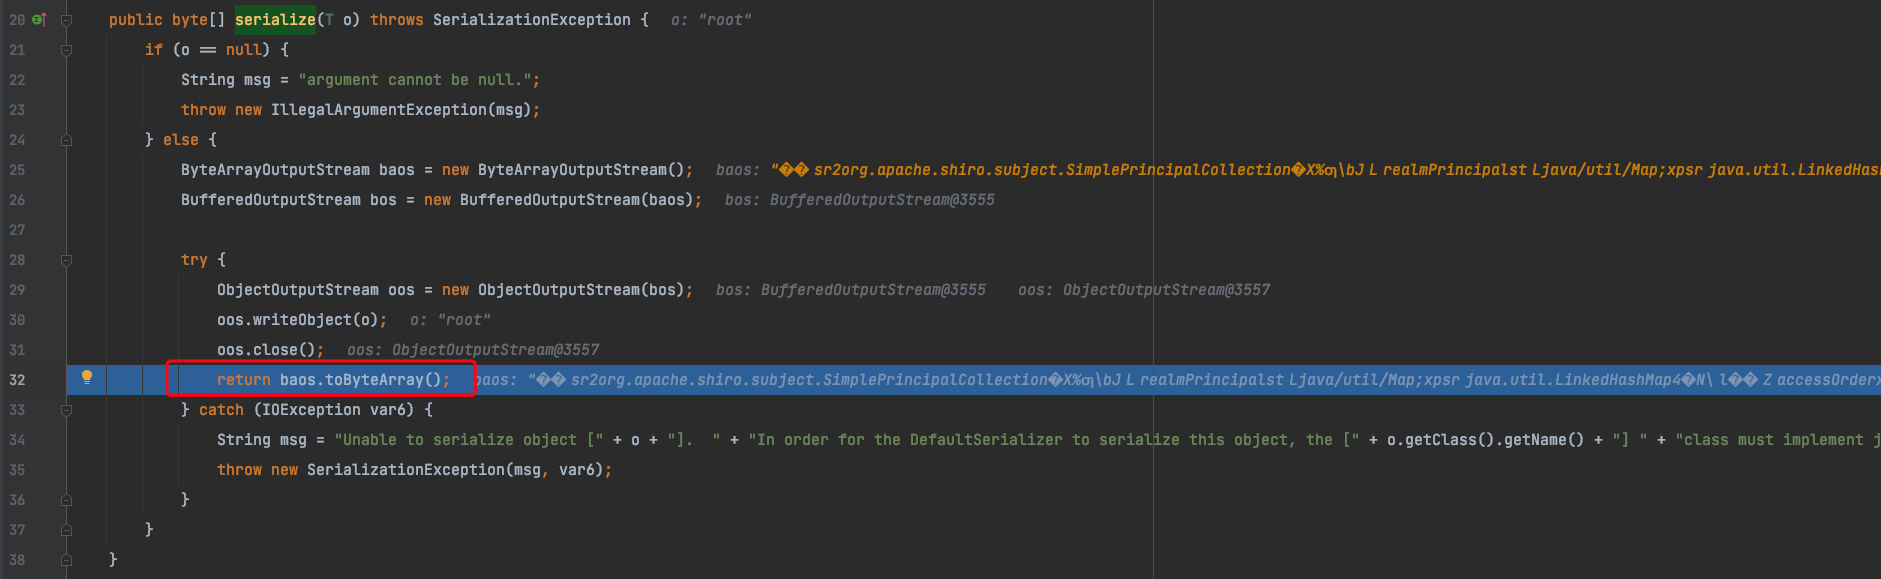 20 public byte[] serialize(T o) throws SerializationException { o: "root"
21 if (o == null) {
22 String msg = "argument cannot be null.";
23 throw new IllegalArgumentException(msg);
24 } else {
25 ByteArrayOutputStream baos = new ByteArrayOutputStream(); baos: "�� sr2org.apache.shiro.subject.SimplePrincipalCollection�X%ƣ\bJ L realmPrincipalst Ljava/util/Map;xpsr java.util.LinkedHash
26 BufferedOutputStream bos = new BufferedOutputStream(baos); bos: BufferedOutputStream@3555
27
28 try {
29 ObjectOutputStream oos = new ObjectOutputStream(bos); bos: BufferedOutputStream@3555 oos: ObjectOutputStream@3557
30 oos.writeObject(o); o: "root"
31 oos.close(); oos: ObjectOutputStream@3557
32 return baos.toByteArray(); baos: "�� sr2org.apache.shiro.subject.SimplePrincipalCollection�X%ƣ\bJ L realmPrincipalst Ljava/util/Map;xpsr java.util.LinkedHashMap4�N\ l�� Z accessOrderx
33 } catch (IOException var6) {
34 String msg = "Unable to serialize object [" + o + "].  " + "In order for the DefaultSerializer to serialize this object, the [" + o.getClass().getName() + "] " + "class must implement j
35 throw new SerializationException(msg, var6);
36 }
37 }
38 }